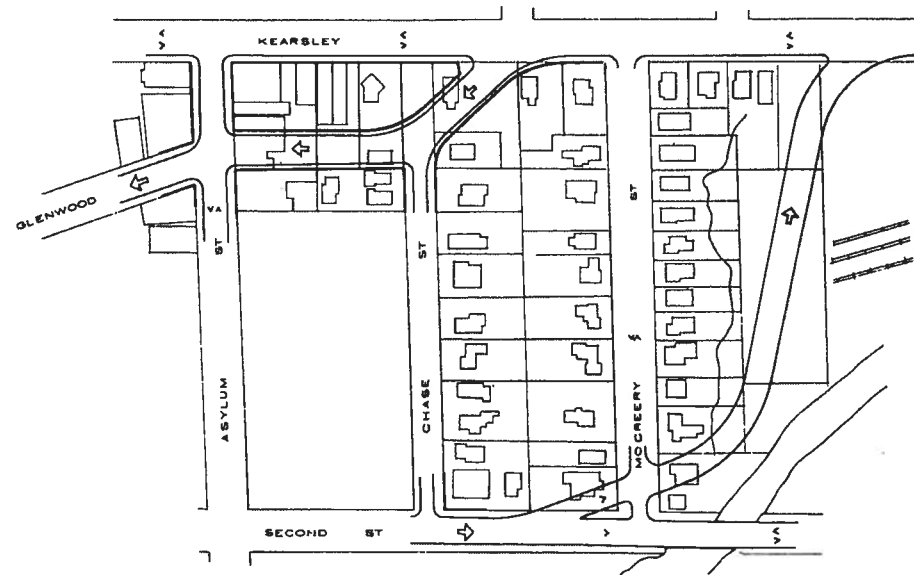 KEARSLEY
GLENWOOD
ST
ASYLUM
ST
CHASE
ST
MCCREERY
SECOND ST